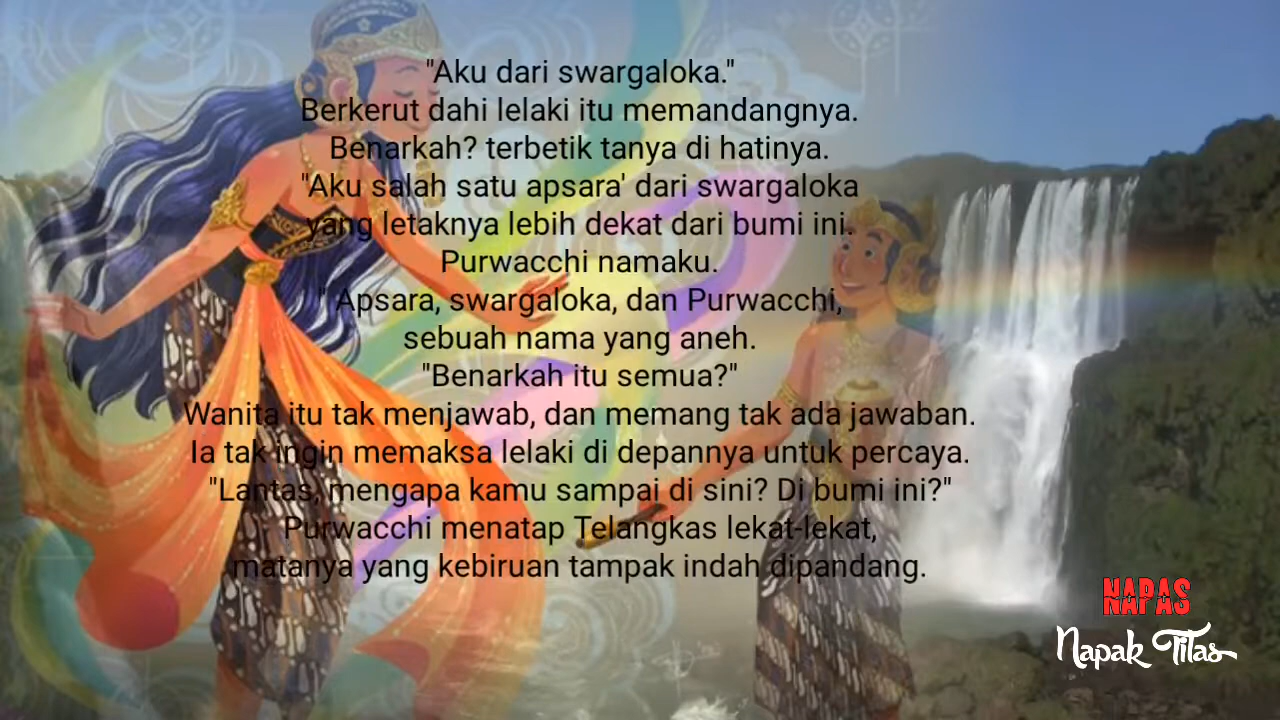 "Aku dari swargaloka."
Berkerut dahi lelaki itu memandangnya.
Benarkah? terbetik tanya di hatinya.
"Aku salah satu apsara' dari swargaloka
yang letaknya lebih dekat dari bumi ini.
Purwacchi namaku.
" Apsara, swargaloka, dan Purwacchi,
sebuah nama yang aneh.
"Benarkah itu semua?"
Wanita itu tak menjawab, dan memang tak ada jawaban.
Ia tak ingin memaksa lelaki di depannya untuk percaya.
"Lantas, mengapa kamu sampai di sini? Di bumi ini?"
Purwacchi menatap Telangkas lekat-lekat,
matanya yang kebiruan tampak indah dipandang.
NAPAS
Napak Tilas